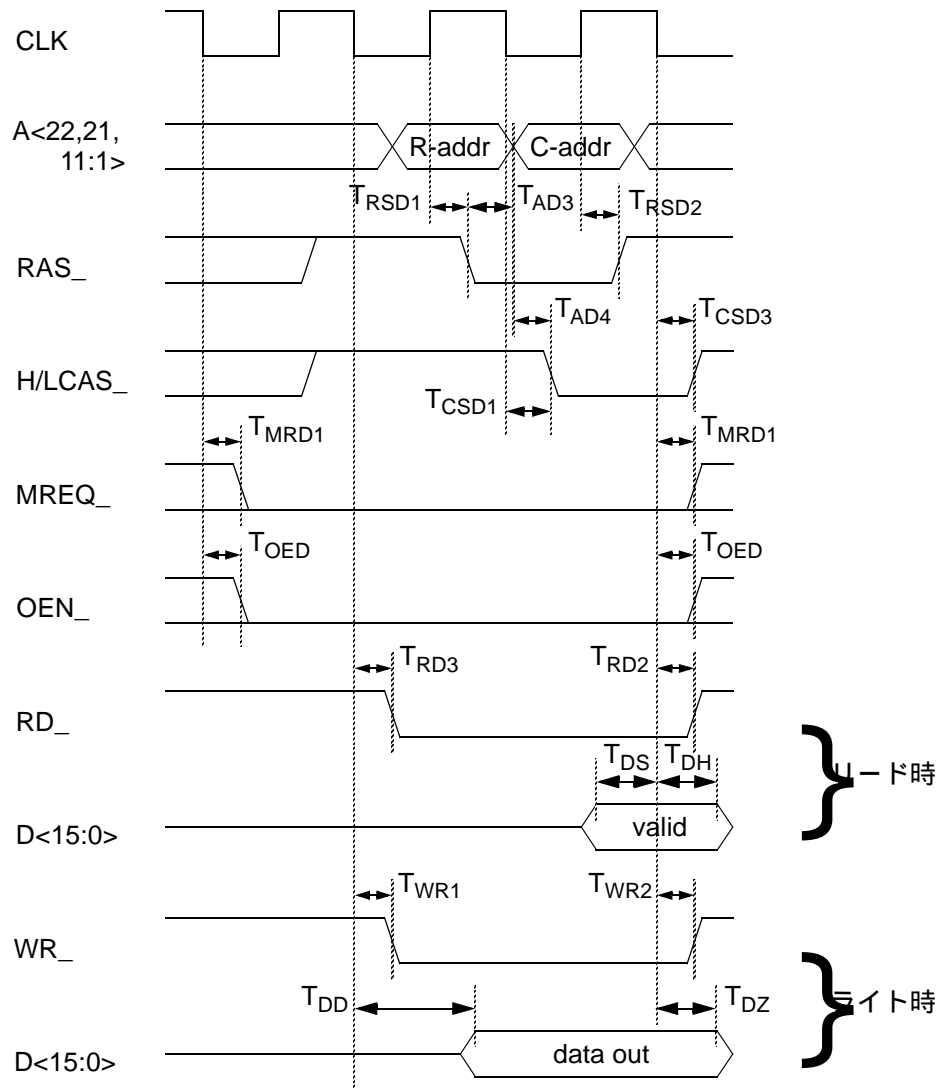 CLK
A<22,21,
11:1>
R-addr
C-addr
TRSD1
TAD3
TRSD2
RAS_
TAD4
TCSD3
H/LCAS_
TCSD1
TMRD1
TMRD1
MREQ_
TOED
TOED
OEN_
TRD3
TRD2
RD_
TDS
TDH
リード時
D<15:0>
valid
TWR1
TWR2
WR_
TDD
TDZ
ライト時
D<15:0>
data out